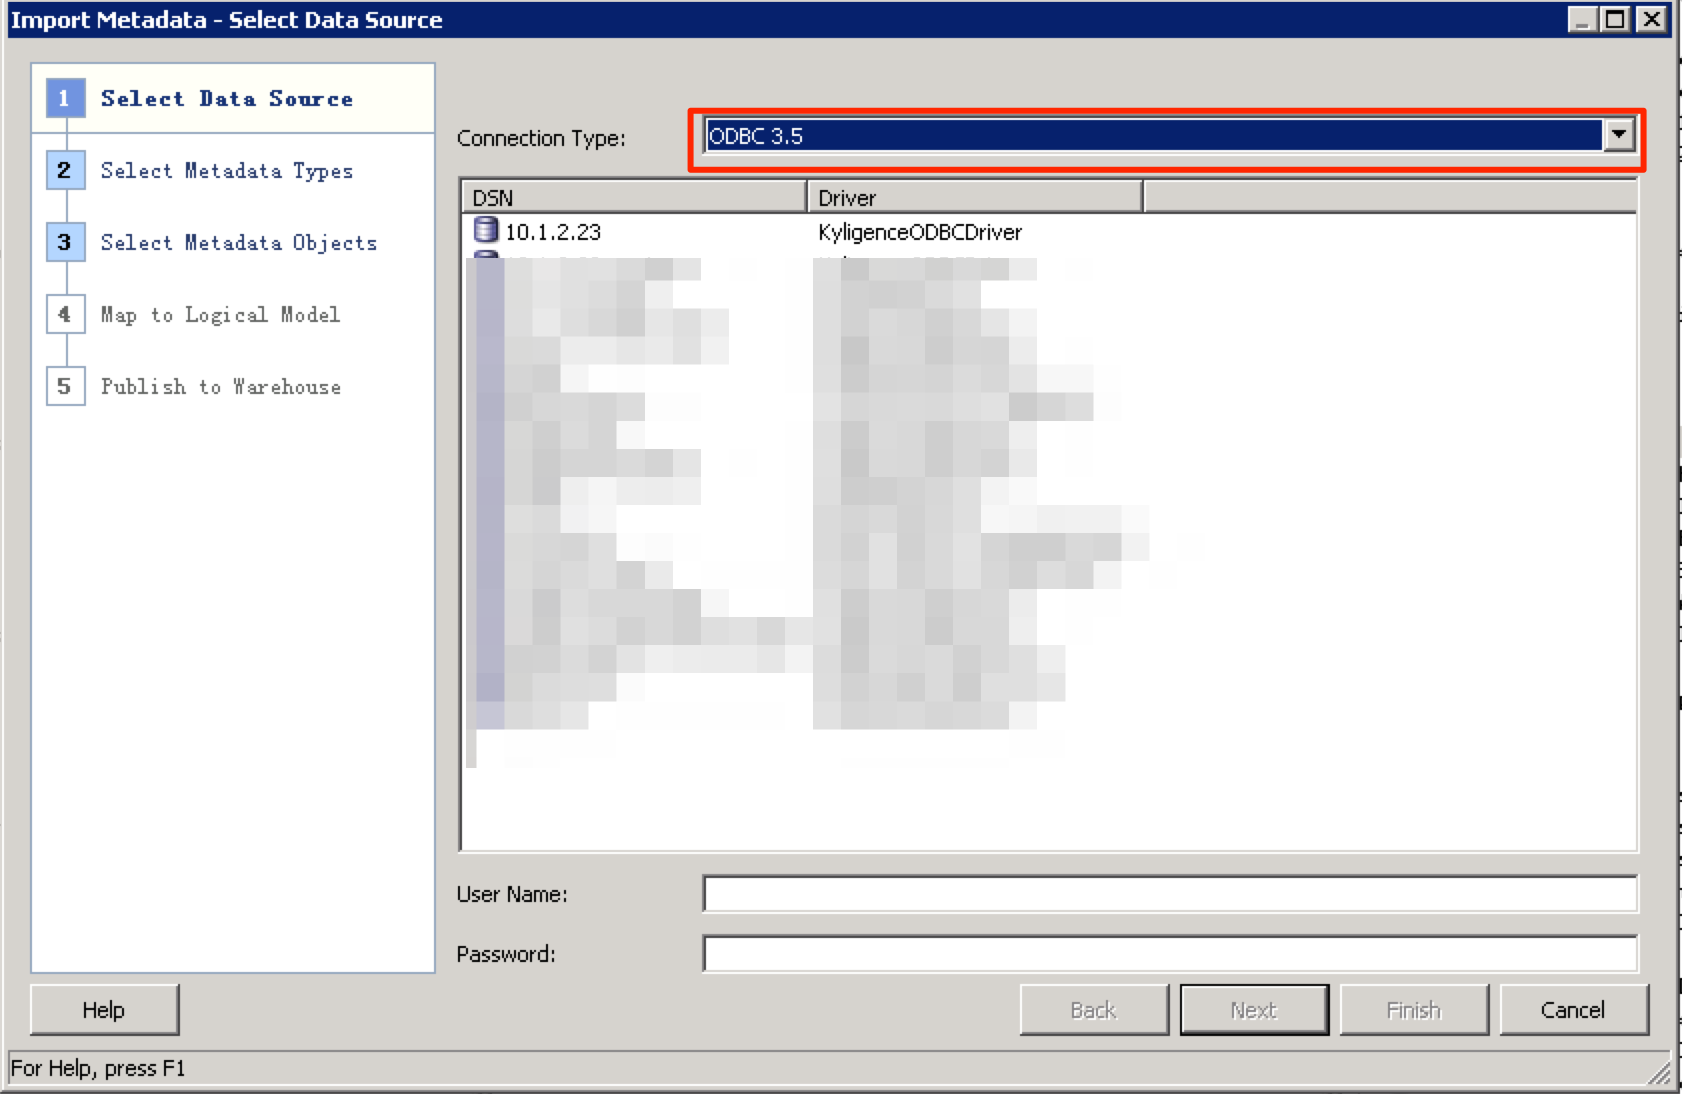 Import Metadata - Select Data Source
1 Select Data Source
2 Select Metadata Types
3 Select Metadata Objects
4 Map to Logical Model
5 Publish to Warehouse
Connection Type: ODBC 3.5
DSN Driver
10.1.2.23 KyligenceODBCDriver
User Name:
Password:
Help Back Next Finish Cancel
For Help, press F1